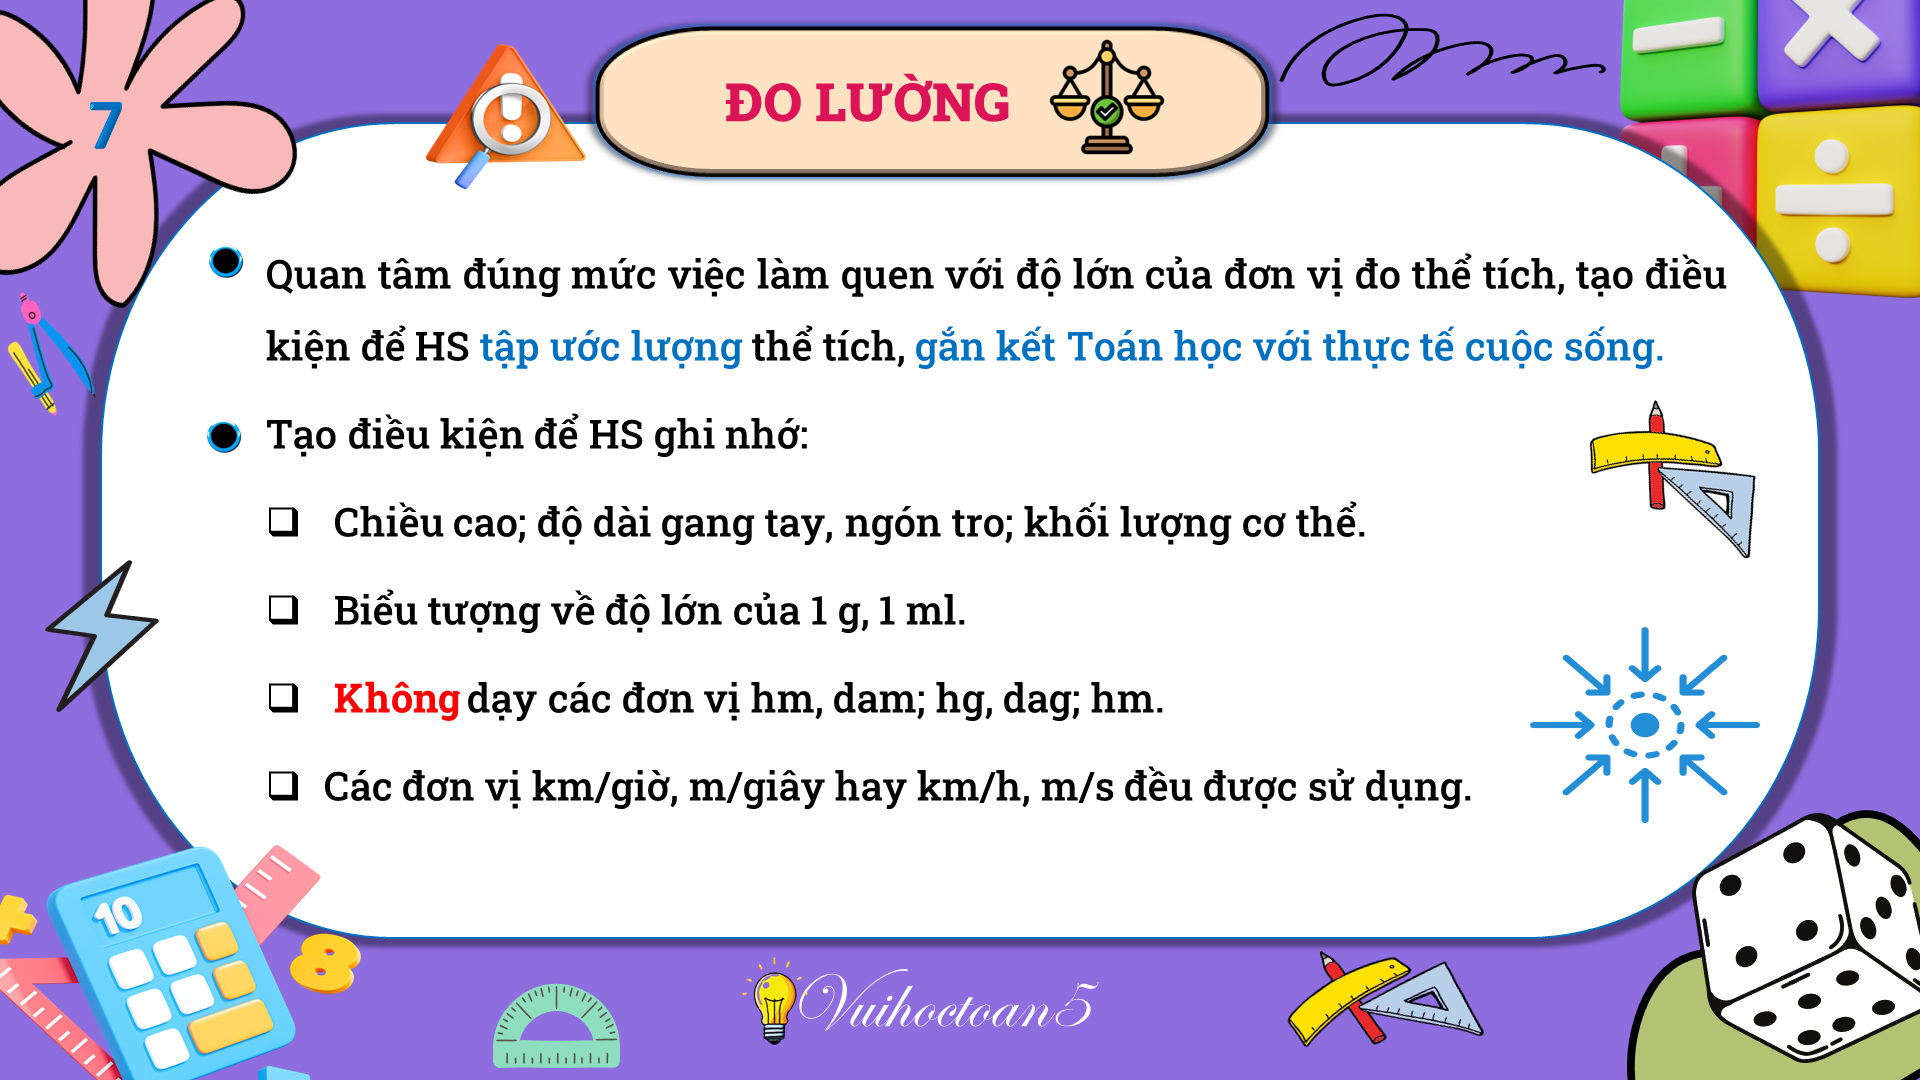 7
ĐO LƯỜNG
Quan tâm đúng mức việc làm quen với độ lớn của đơn vị đo thể tích, tạo điều
kiện để HS tập ước lượng thể tích, gắn kết Toán học với thực tế cuộc sống.
Tạo điều kiện để HS ghi nhớ:
Chiều cao; độ dài gang tay, ngón tro; khối lượng cơ thể.
Biểu tượng về độ lớn của 1 g, 1 ml.
Không dạy các đơn vị hm, dam; hg, dag; hm.
Các đơn vị km/giờ, m/giây hay km/h, m/s đều được sử dụng.
10
8
Vuihoctoan5